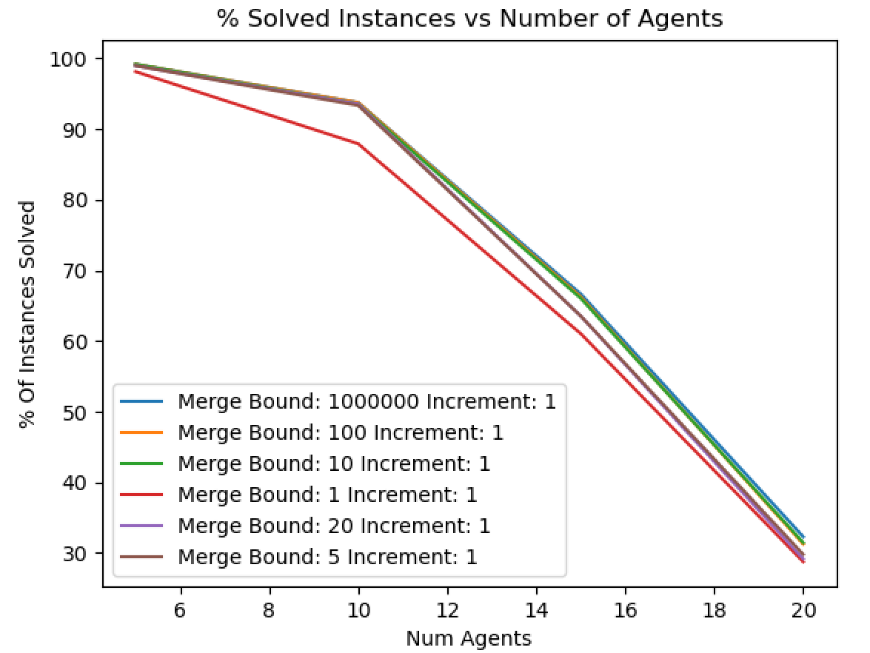 % Solved Instances vs Number of Agents
100
90
80
70
60
50
40
30
% Of Instances Solved
Merge Bound: 1000000 Increment: 1
Merge Bound: 100 Increment: 1
Merge Bound: 10 Increment: 1
Merge Bound: 1 Increment: 1
Merge Bound: 20 Increment: 1
Merge Bound: 5 Increment: 1
6 8 10 12 14 16 18 20
Num Agents